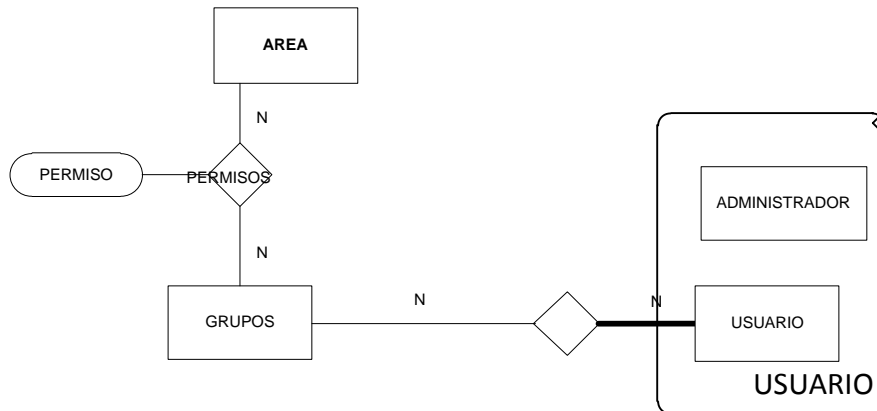 AREA
N
PERMISO
PERMISOS
ADMINISTRADOR
N
N
N
GRUPOS
USUARIO
USUARIO